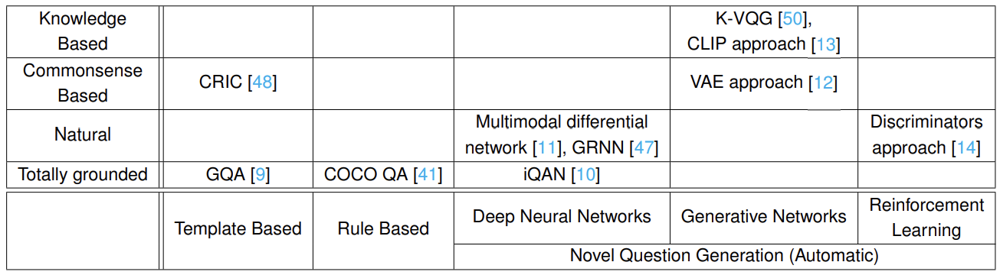 Knowledge
Based
K-VQG [50],
CLIP approach [13]
Commonsense
Based
CRIC [48]
VAE approach [12]
Natural
Multimodal differential
network [11], GRNN [47]
Discriminators
approach [14]
Totally grounded
GQA [9]
COCO QA [41]
iQAN [10]
Template Based
Rule Based
Deep Neural Networks
Generative Networks
Reinforcement
Learning
Novel Question Generation (Automatic)